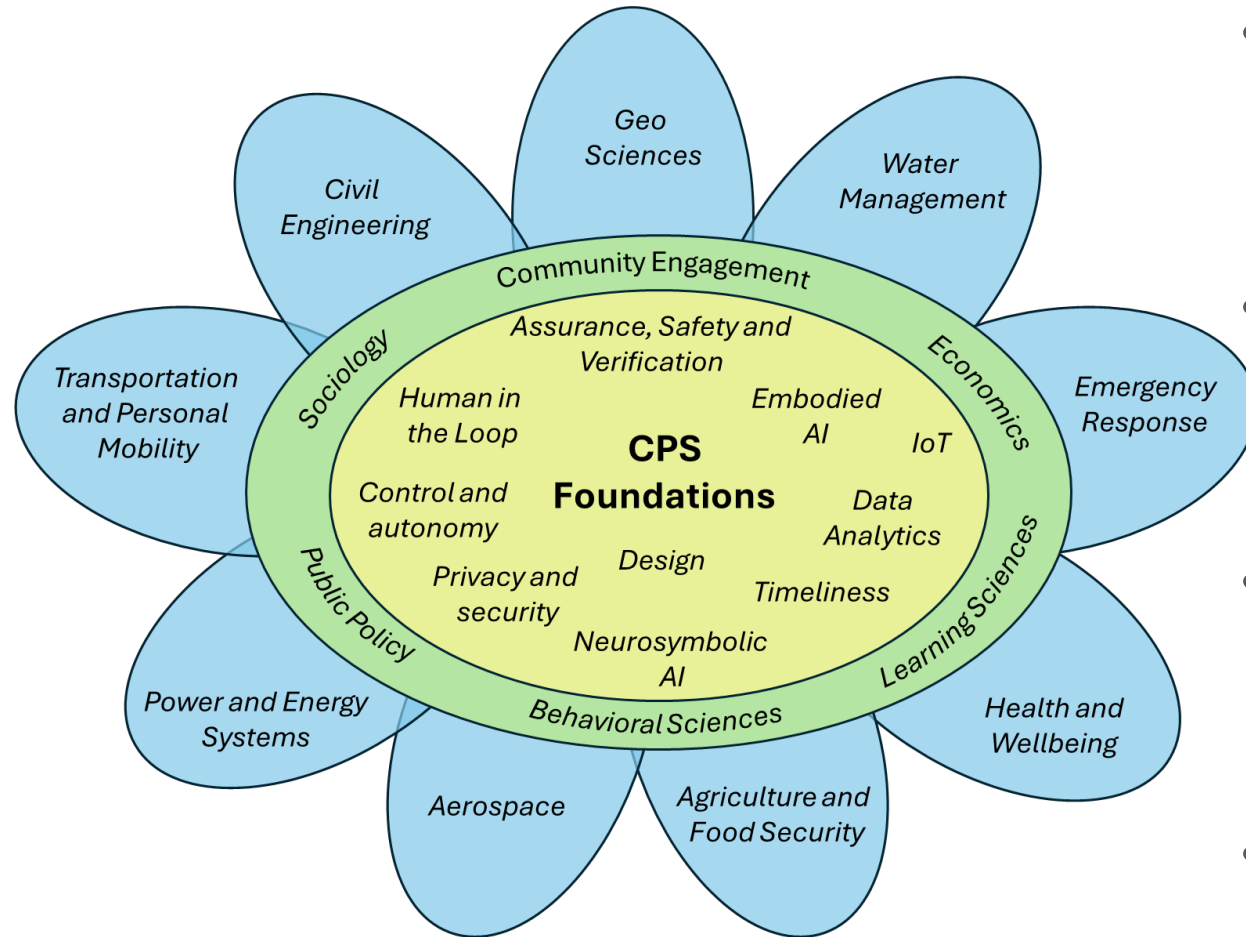 Geo
Sciences
Water
Management
Civil
Engineering
Community Engagement
Assurance, Safety and
Verification
Sociology
Economics
Transportation
and Personal
Mobility
Emergency
Response
Human in
the Loop
Embodied
AI
IoT
CPS
Foundations
Control and
autonomy
Data
Analytics
Design
Privacy and
security
Timeliness
Neurosymbolic
AI
Public Policy
Learning Sciences
Behavioral Sciences
Power and Energy
Systems
Health and
Wellbeing
Aerospace
Agriculture and
Food Security